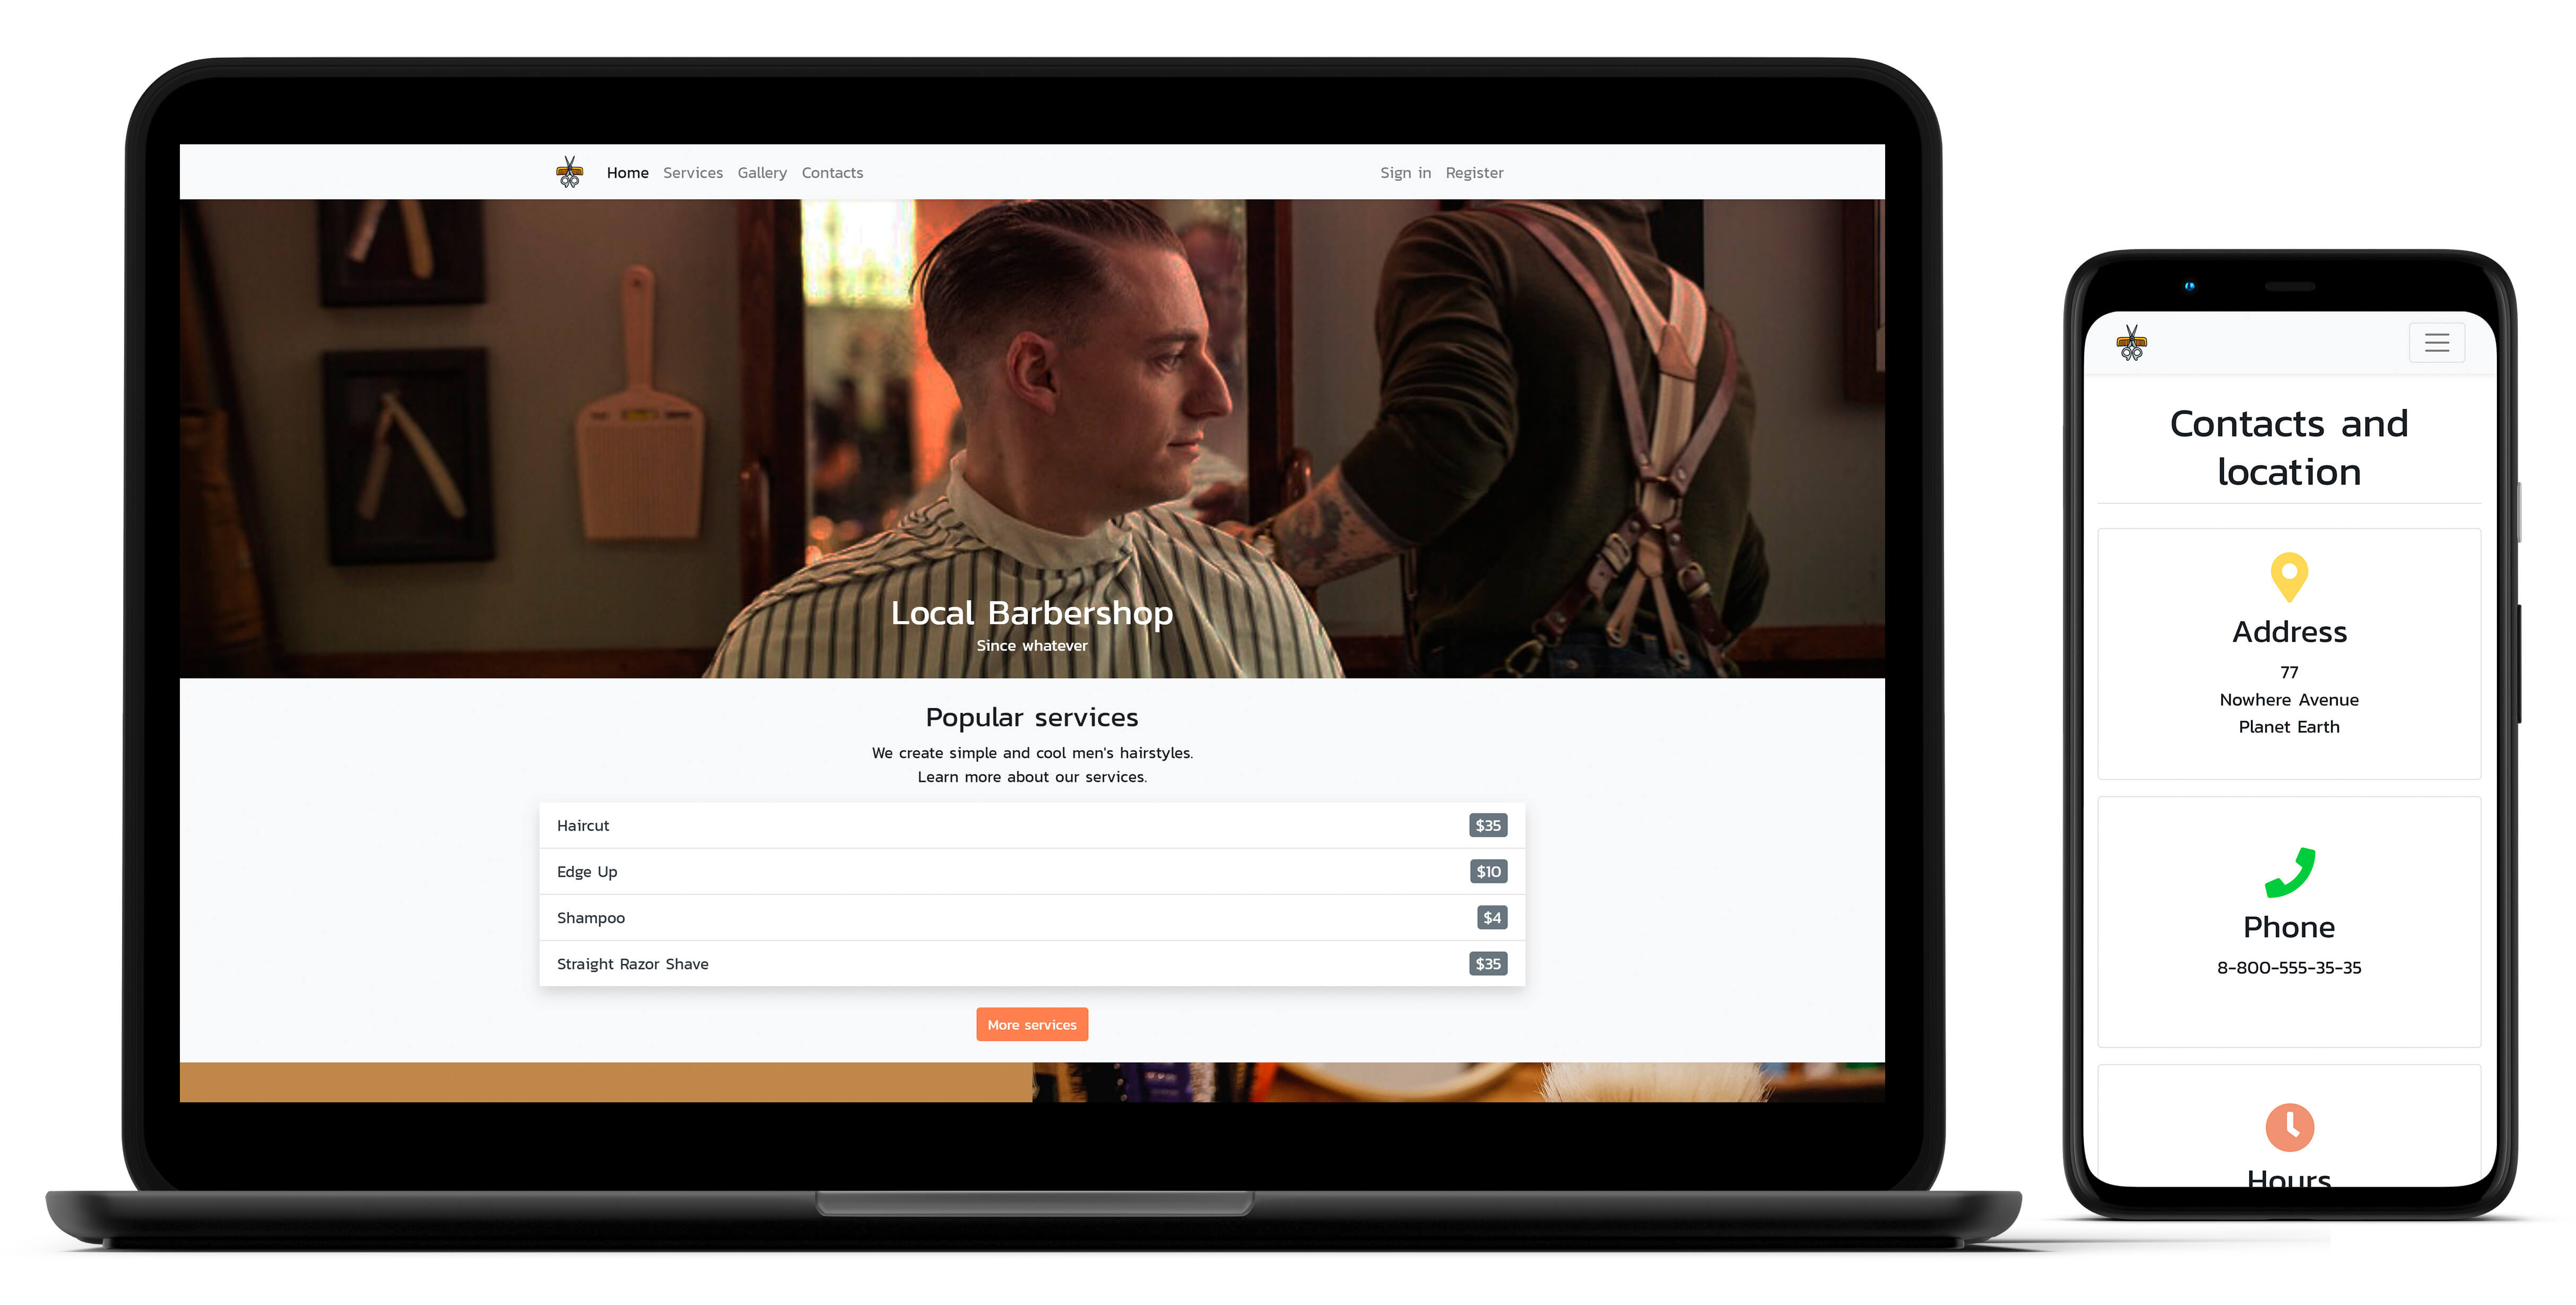 Home Services Gallery Contacts Sign in Register
Local Barbershop
Since whatever
Popular services
We create simple and cool men's hairstyles.
Learn more about our services.
Haircut $35
Edge Up $10
Shampoo $4
Straight Razor Shave $35
More services
Contacts and
location
Address
77
Nowhere Avenue
Planet Earth
Phone
8-800-555-35-35
Hours